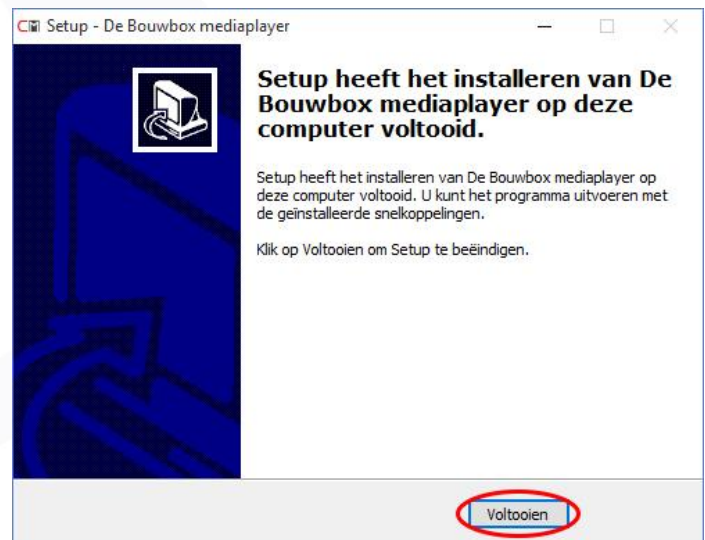 Setup - De Bouwbox mediaplayer
Setup heeft het installeren van De
Bouwbox mediaplayer op deze
computer voltooid.
Setup heeft het installeren van De Bouwbox mediaplayer op
deze computer voltooid. U kunt het programma uitvoeren met
de geïnstalleerde snelkoppelingen.
Klik op Voltooien om Setup te beëindigen.
Voltooien